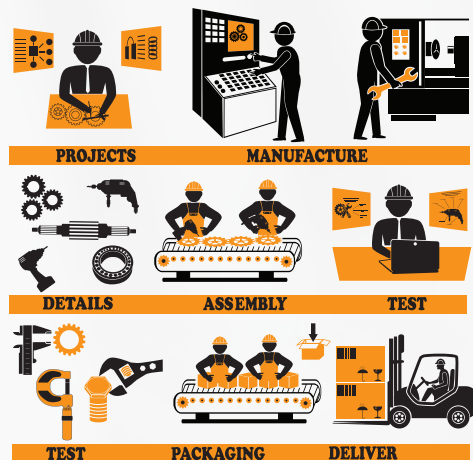 PROJECTS
MANUFACTURE
DETAILS
ASSEMBLY
TEST
TEST
PACKAGING
DELIVER